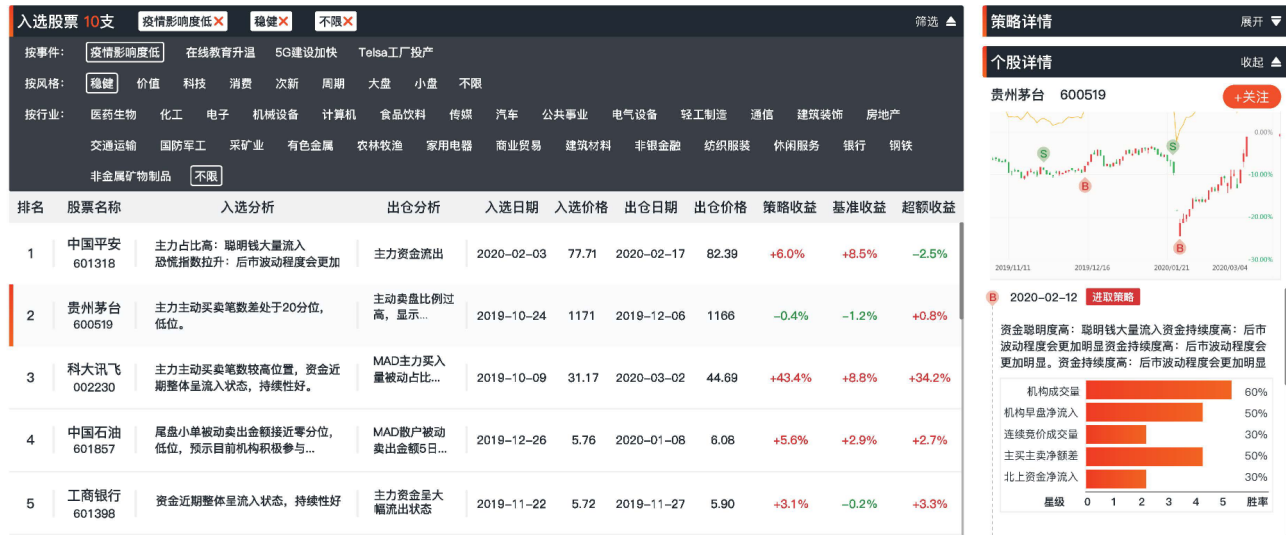 入选股票 10支 疫情影响度低✕ 稳健✕ 不限✕ 筛选
按事件： 疫情影响度低 在线教育升温 5G建设加快 Telsa工厂投产
按风格： 稳健 价值 科技 消费 次新 周期 大盘 小盘 不限
按行业： 医药生物 化工 电子 机械设备 计算机 食品饮料 传媒 汽车 公共事业 电气设备 轻工制造 通信 建筑装饰 房地产
交通运输 国防军工 采矿业 有色金属 农林牧渔 家用电器 商业贸易 建筑材料 非银金融 纺织服装 休闲服务 银行 钢铁
非金属矿物制品 不限
排名 股票名称 入选分析 出仓分析 入选日期 入选价格 出仓日期 出仓价格 策略收益 基准收益 超额收益
1 中国平安 601318
主力占比高：聪明钱大量流入
恐慌指数拉升：后市波动程度会更加
主力资金流出 2020-02-03 77.71 2020-02-17 82.39 +6.0% +8.5% -2.5%
2 贵州茅台 600519
主力主动买卖笔数差处于20分位，
低位。
主动卖盘比例过
高，显示...
2019-10-24 1171 2019-12-06 1166 -0.4% -1.2% +0.8%
3 科大讯飞 002230
主力主动买卖笔数较高位置，资金近
期整体呈流入状态，持续性好。
MAD主力买入
量被动占比...
2019-10-09 31.17 2020-03-02 44.69 +43.4% +8.8% +34.2%
4 中国石油 601857
尾盘小单被动卖出金额接近零分位，
低位，预示目前机构积极参与...
MAD散户被动
卖出金额5日...
2019-12-26 5.76 2020-01-08 6.08 +5.6% +2.9% +2.7%
5 工商银行 601398
资金近期整体呈流入状态，持续性好
主力资金呈大
幅流出状态
2019-11-22 5.72 2019-11-27 5.90 +3.1% -0.2% +3.3%
策略详情 展开
个股详情 收起
贵州茅台 600519 +关注
0.00%
S S
-10.00%
B
-20.00%
B
-30.00%
2019/11/11 2019/12/16 2020/01/21 2020/03/04
B 2020-02-12 进取策略
资金聪明度高：聪明钱大量流入资金持续度高：后市
波动程度会更加明显资金持续度高：后市波动程度会
更加明显。资金持续度高：后市波动程度会更加明显
机构成交量 60%
机构早盘净流入 50%
连续竞价成交量 30%
主买主卖净额差 50%
北上资金净流入 30%
星级 0 1 2 3 4 5 胜率